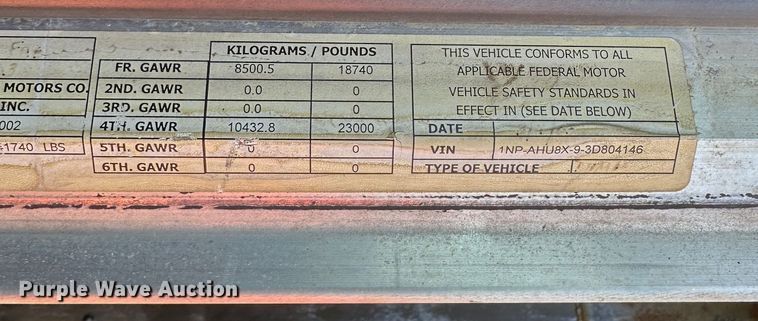 KILOGRAMS / POUNDS
FR. GAWR 8500.5 18740
2ND. GAWR 0.0 0
3RD. GAWR 0.0 0
4TH. GAWR 10432.8 23000
5TH. GAWR 0 0
6TH. GAWR 0 0
MOTORS CO.
INC.
002
1740 LBS
THIS VEHICLE CONFORMS TO ALL
APPLICABLE FEDERAL MOTOR
VEHICLE SAFETY STANDARDS IN
EFFECT IN (SEE DATE BELOW)
DATE
VIN 1NP-AHU8X-9-3D804146
TYPE OF VEHICLE
Purple Wave Auction